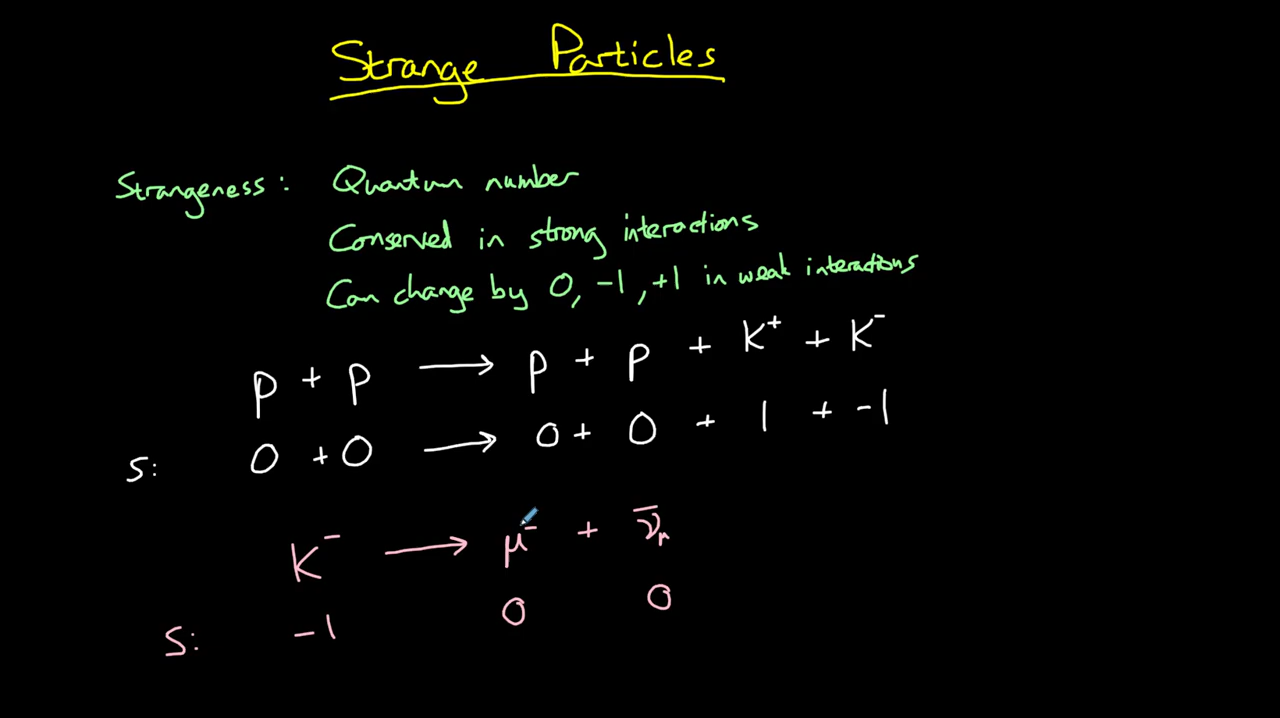 Strange Particles
Strangeness: Quantum number
Conserved in strong interactions
Can change by 0, -1, +1 in weak interactions
p + p ⟶ p + p + K⁺ + K⁻
S: 0 + 0 ⟶ 0 + 0 + 1 + -1
K⁻ ⟶ μ⁻ + ν̅μ
S: -1 0 0